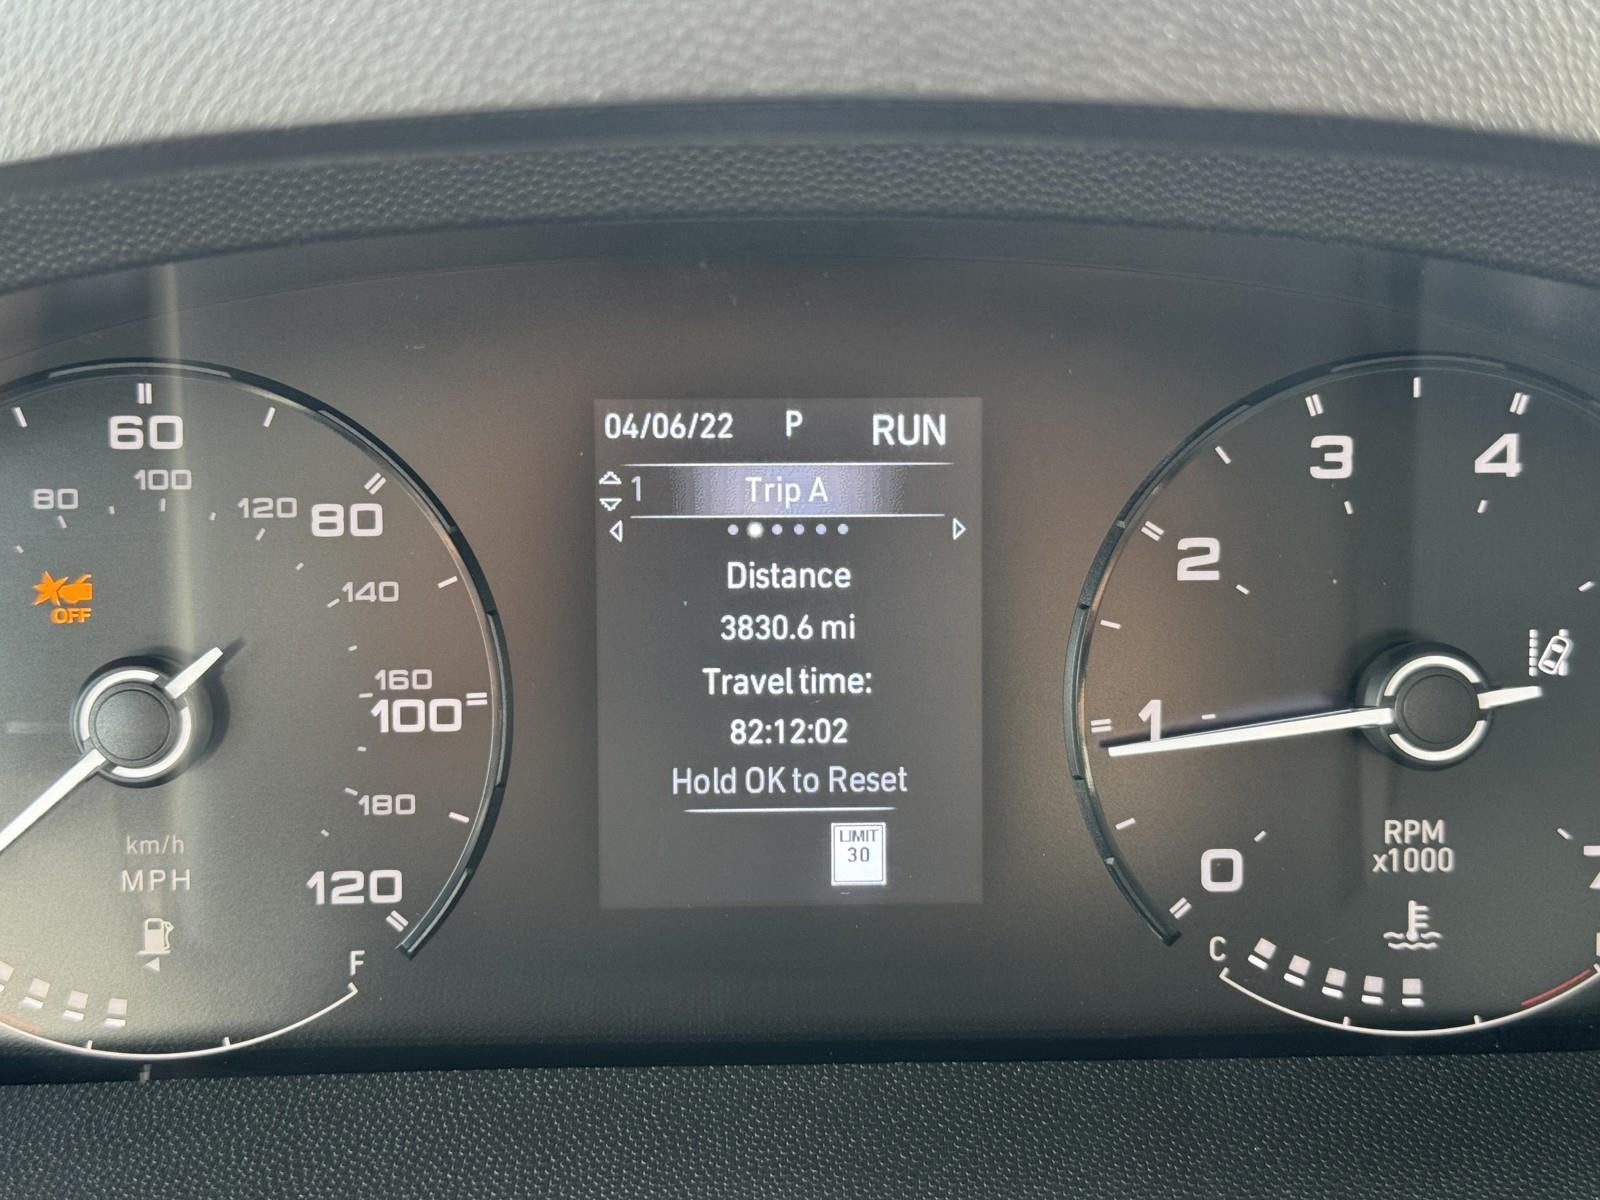 04/06/22 P RUN
1 Trip A
Distance
3830.6 mi
Travel time:
82:12:02
Hold OK to Reset
LIMIT
30
60
80 100 120 80
OFF
140
160
100
180
km/h
MPH
120
F
3 4
2
1
RPM
x1000
0
C